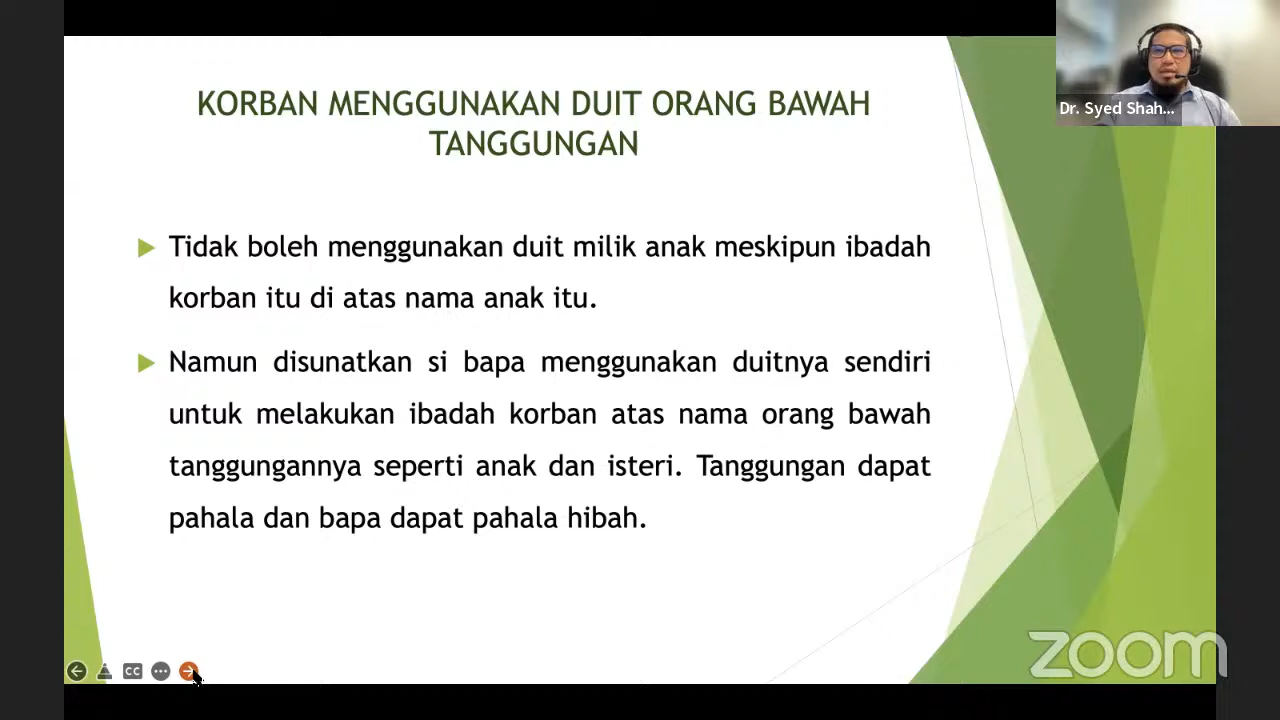 KORBAN MENGGUNAKAN DUIT ORANG BAWAH
TANGGUNGAN
Tidak boleh menggunakan duit milik anak meskipun ibadah
korban itu di atas nama anak itu.
Namun disunatkan si bapa menggunakan duitnya sendiri
untuk melakukan ibadah korban atas nama orang bawah
tanggungannya seperti anak dan isteri. Tanggungan dapat
pahala dan bapa dapat pahala hibah.
Dr. Syed Shah...
CC
zoom